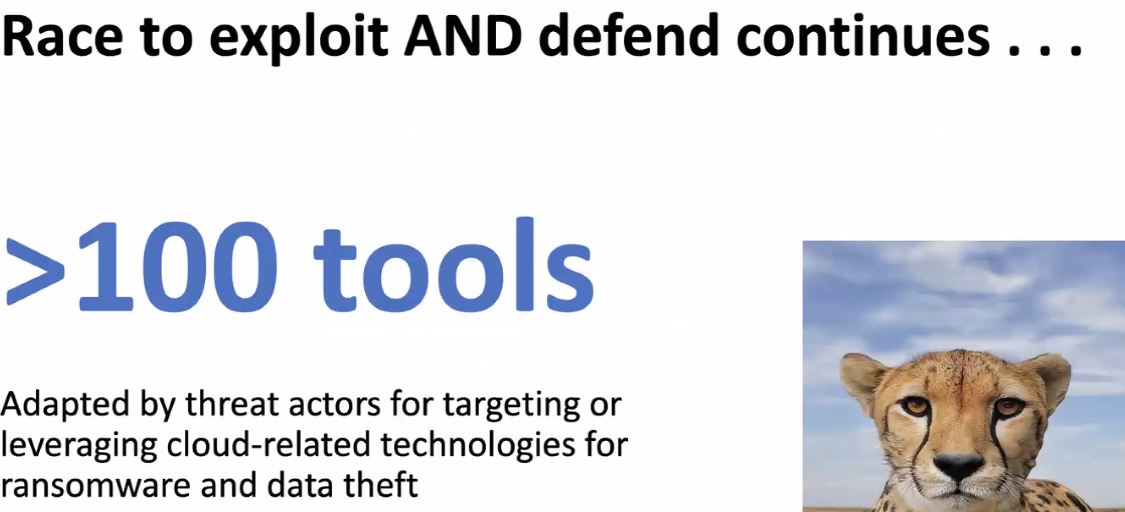 Race to exploit AND defend continues . . .
>100 tools
Adapted by threat actors for targeting or
leveraging cloud-related technologies for
ransomware and data theft